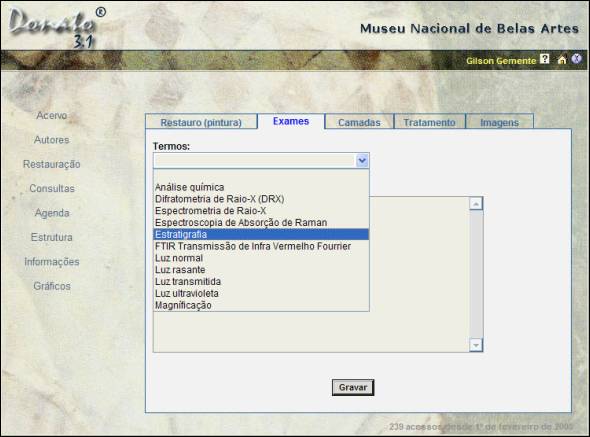 Donato ®
3.1
Museu Nacional de Belas Artes
Gilson Gemente ?
Acervo
Autores
Restauração
Consultas
Agenda
Estrutura
Informações
Gráficos
Restauro (pintura) Exames Camadas Tratamento Imagens
Termos:
Análise química
Difratometria de Raio-X (DRX)
Espectrometria de Raio-X
Espectroscopia de Absorção de Raman
Estratigrafia
FTIR Transmissão de Infra Vermelho Fourrier
Luz normal
Luz rasante
Luz transmitida
Luz ultravioleta
Magnificação
Gravar
239 acessos desde 1º de fevereiro de 2005